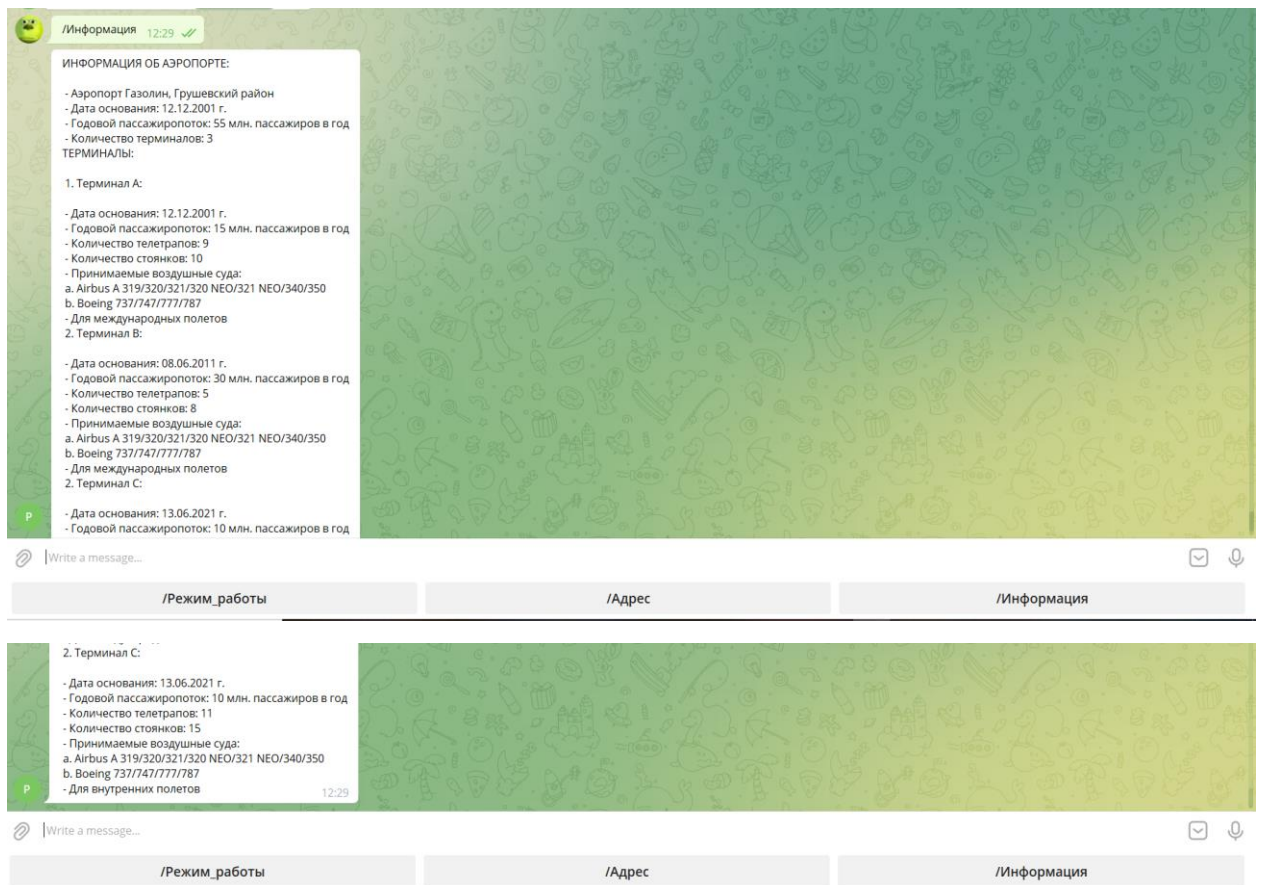 /Информация 12:29
ИНФОРМАЦИЯ ОБ АЭРОПОРТЕ:
- Аэропорт Газолин, Грушевский район
- Дата основания: 12.12.2001 г.
- Годовой пассажиропоток: 55 млн. пассажиров в год
- Количество терминалов: 3
ТЕРМИНАЛЫ:
1. Терминал A:
- Дата основания: 12.12.2001 г.
- Годовой пассажиропоток: 15 млн. пассажиров в год
- Количество телетрапов: 9
- Количество стоянков: 10
- Принимаемые воздушные суда:
a. Airbus A 319/320/321/320 NEO/321 NEO/340/350
b. Boeing 737/747/777/787
- Для международных полетов
2. Терминал B:
- Дата основания: 08.06.2011 г.
- Годовой пассажиропоток: 30 млн. пассажиров в год
- Количество телетрапов: 5
- Количество стоянков: 8
- Принимаемые воздушные суда:
a. Airbus A 319/320/321/320 NEO/321 NEO/340/350
b. Boeing 737/747/777/787
- Для международных полетов
2. Терминал C:
- Дата основания: 13.06.2021 г.
P
- Годовой пассажиропоток: 10 млн. пассажиров в год
Write a message...
/Режим_работы /Адрес /Информация
2. Терминал C:
- Дата основания: 13.06.2021 г.
- Годовой пассажиропоток: 10 млн. пассажиров в год
- Количество телетрапов: 11
- Количество стоянков: 15
- Принимаемые воздушные суда:
a. Airbus A 319/320/321/320 NEO/321 NEO/340/350
b. Boeing 737/747/777/787
P - Для внутренних полетов 12:29
Write a message...
/Режим_работы /Адрес /Информация